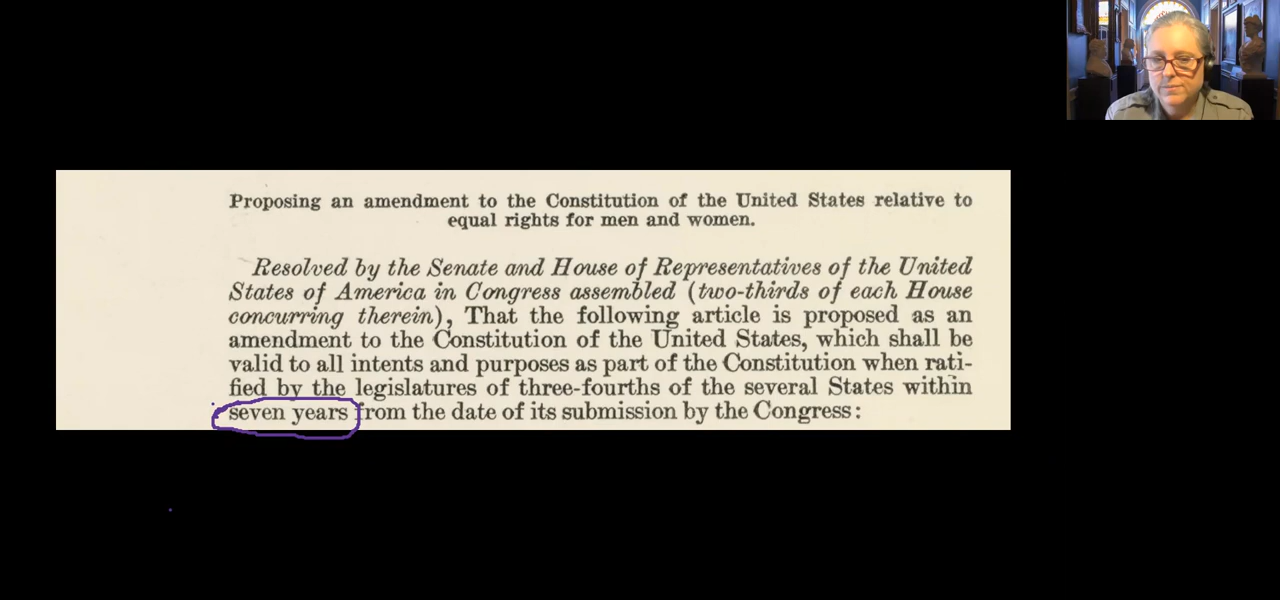 Proposing an amendment to the Constitution of the United States relative to
equal rights for men and women.
Resolved by the Senate and House of Representatives of the United
States of America in Congress assembled (two-thirds of each House
concurring therein), That the following article is proposed as an
amendment to the Constitution of the United States, which shall be
valid to all intents and purposes as part of the Constitution when rati-
fied by the legislatures of three-fourths of the several States within
seven years from the date of its submission by the Congress: